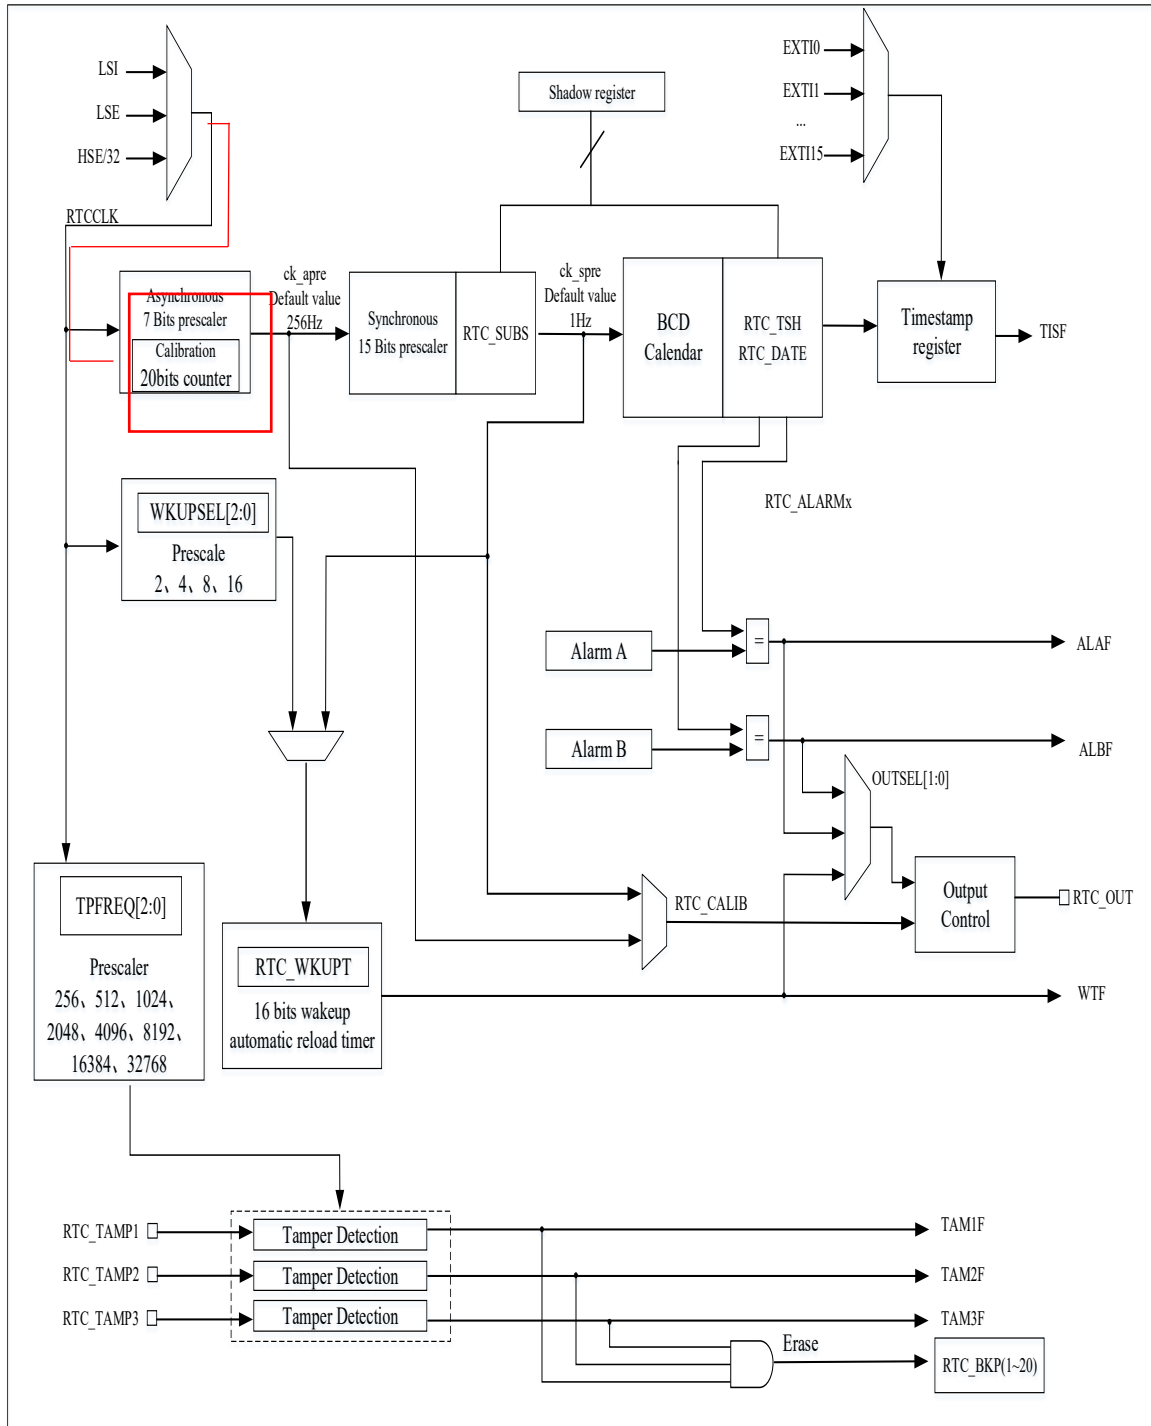 LSI
LSE
HSE/32
RTCCLK
Shadow register
EXTI0
EXTI1
...
EXTI15
Asynchronous
7 Bits prescaler
Calibration
20bits counter
ck_apre
Default value
256Hz
Synchronous
15 Bits prescaler
RTC_SUBS
ck_spre
Default value
1Hz
BCD
Calendar
RTC_TSH
RTC_DATE
Timestamp
register
TISF
WKUPSEL[2:0]
Prescale
2、4、8、16
RTC_ALARMx
Alarm A
=
ALAF
Alarm B
=
ALBF
OUTSEL[1:0]
TPFREQ[2:0]
Prescaler
256、512、1024、
2048、4096、8192、
16384、32768
RTC_WKUPT
16 bits wakeup
automatic reload timer
RTC_CALIB
Output
Control
RTC_OUT
WTF
RTC_TAMP1
Tamper Detection
TAM1F
RTC_TAMP2
Tamper Detection
TAM2F
RTC_TAMP3
Tamper Detection
TAM3F
Erase
RTC_BKP(1~20)